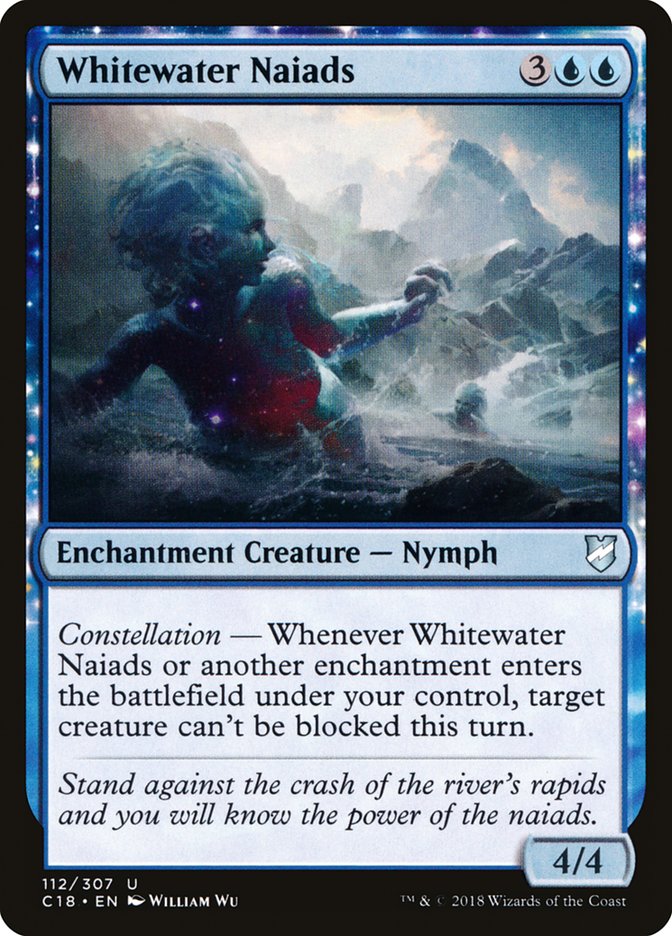 Whitewater Naiads 3
Enchantment Creature — Nymph
Constellation — Whenever Whitewater
Naiads or another enchantment enters
the battlefield under your control, target
creature can't be blocked this turn.
Stand against the crash of the river's rapids
and you will know the power of the naiads.
4/4
112/307 U
C18 • EN William Wu
™ & © 2018 Wizards of the Coast